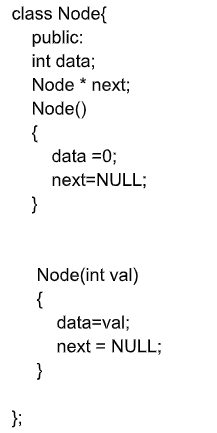 class Node{
public:
int data;
Node * next;
Node()
{
data =0;
next=NULL;
}
Node(int val)
{
data=val;
next = NULL;
}
};